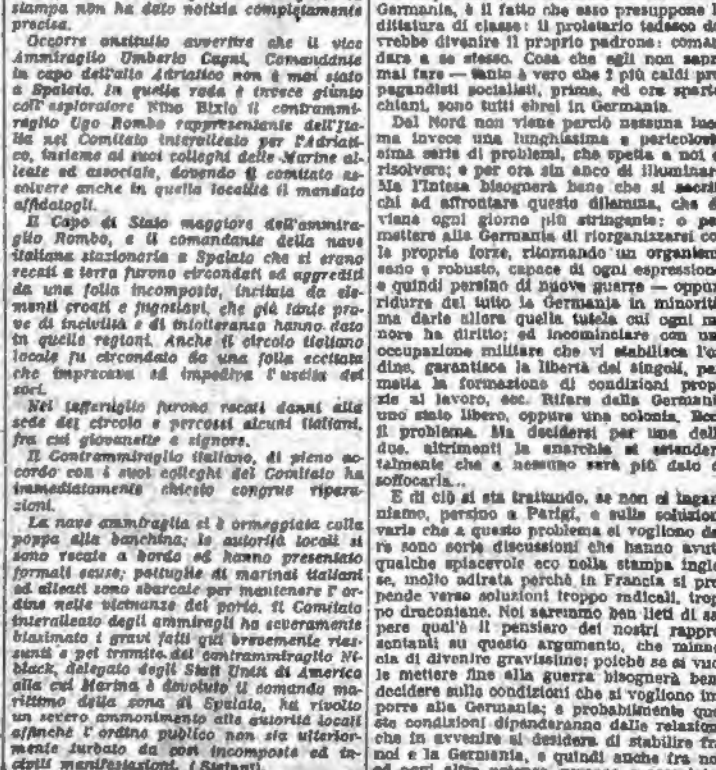 stampa non ha dato notizia completamente
precisa.
Occorre anzitutto avvertire che il vice
Ammiraglio Umberto Cagni, Comandante
in capo dell'alto Adriatico non è mai stato
a Spalato. In quella rada è invece giunto
coll'esploratore Nino Bixio il contrammi-
raglio Ugo Rombo rappresentante dell'Ita-
lia nel Comitato interalleato per l'Adriati-
co, insieme ai suoi colleghi delle Marine al-
leate ed associate, dovendo il comitato as-
solvere anche in quella località il mandato
affidatogli.
Il Capo di Stato maggiore dell'ammira-
glio Rombo, e il comandante della nave
italiana stazionaria a Spalato che si erano
recati a terra furono circondati ed aggrediti
da una folla incomposta, incitata da ele-
menti croati e jugoslavi, che già tante pro-
ve di inciviltà e di intolleranza hanno dato
in quelle regioni. Anche il circolo italiano
locale fu circondato da una folla eccitata
che imprecava ed impediva l'uscita dei
soci.
Nel tafferuglio furono recati danni alla
sede del circolo e percossi alcuni italiani,
fra cui giovanette e signore.
Il Contrammiraglio italiano, di pieno ac-
cordo con i suoi colleghi del Comitato ha
immediatamente chiesto congrue ripara-
zioni.
La nave ammiraglia si è ormeggiata colla
poppa alla banchina; le autorità locali si
sono recate a bordo ed hanno presentato
formali scuse; pattuglie di marinai italiani
ed alleati sono sbarcate per mantenere l'or-
dine nelle vicinanze del porto. Il Comitato
interalleato degli ammiragli ha severamente
biasimato i gravi fatti qui brevemente rias-
sunti e pel tramite del contrammiraglio Ni-
black, delegato degli Stati Uniti di America
alla cui Marina è devoluto il comando ma-
rittimo della zona di Spalato, ha rivolto
un severo ammonimento alle autorità locali
affinchè l'ordine pubblico non sia ulterior-
mente turbato da così incomposte ed in-
civili manifestazioni. (Stefani).
Germania, è il fatto che esso presuppone l
dittatura di classe: il proletario tedesco do
vrebbe divenire il proprio padrone: coman
dare a se stesso. Cosa che egli non sapr
mai fare — tanto è vero che i più caldi pro
pagandisti socialisti, prima, ed ora sparta
chiani, sono tutti ebrei in Germania.
Dal Nord non viene perciò nessuna luce
ma invece una lunghissima e pericolosis
sima serie di problemi, che spetta a noi d
risolvere; e per ora sin anco di illuminar
Ma l'Intesa bisognerà bene che si sacrifi
chi ad affrontare questo dilemma, che d
viene ogni giorno più stringente: o per
mettere alla Germania di riorganizzarsi co
le proprie forze, ritornando un organism
sano e robusto, capace di ogni espression
e quindi persino di nuove guerre — oppur
ridurre del tutto la Germania in minorità
ma darle allora quella tutela cui ogni mi
nore ha diritto; ed incominciare con un
occupazione militare che vi stabilisca l'or
dine, garantisca la libertà dei singoli, per
metta la formazione di condizioni propi
zie al lavoro, ecc. Rifare della Germani
uno stato libero, oppure una colonia. Ecc
il problema. Ma decidersi per una dell
due, altrimenti la anarchia si estender
talmente che a nessuno sarà più dato d
soffocarla...
E di ciò si sta trattando, se non ci ingan
niamo, persino a Parigi, e sulle soluzion
varie che a questo problema si vogliono da
re sono sorte discussioni che hanno avut
qualche spiacevole eco nella stampa ingle
se, molto adirata perchè in Francia si pro
pende verso soluzioni troppo radicali, trop
po draconiane. Noi saremmo ben lieti di sa
pere qual'è il pensiero dei nostri rappre
sentanti su questo argomento, che minac
cia di divenire gravissimo; poichè se si vuo
le mettere fine alla guerra bisognerà ben
decidere sulle condizioni che si vogliono im
porre alla Germania; e probabilmente que
ste condizioni dipenderanno dalle relazion
che in avvenire si desidera di stabilire fr
noi e la Germania, e quindi anche fra noi